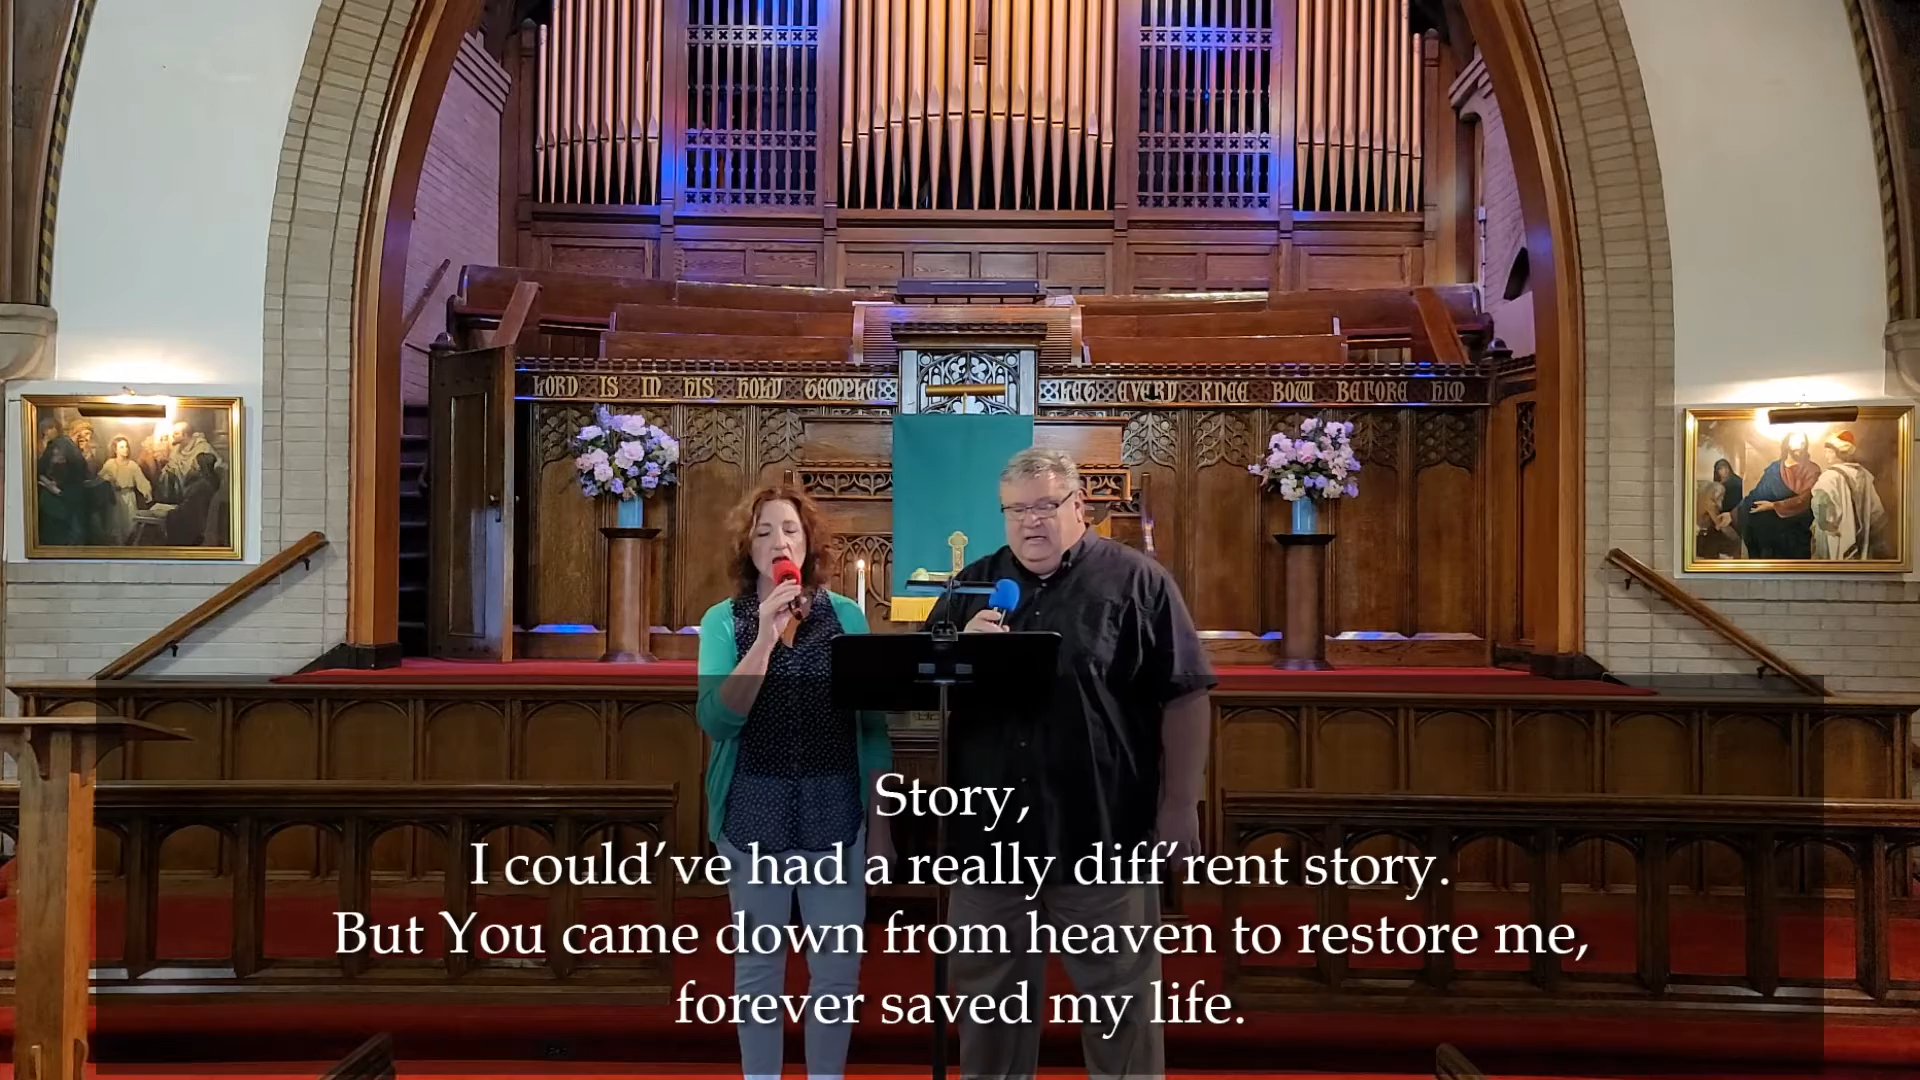 LORD IS IN HIS HOLY TEMPLE LET EVERY KNEE BOW BEFORE HIM
Story,
I could've had a really diff'rent story.
But You came down from heaven to restore me,
forever saved my life.